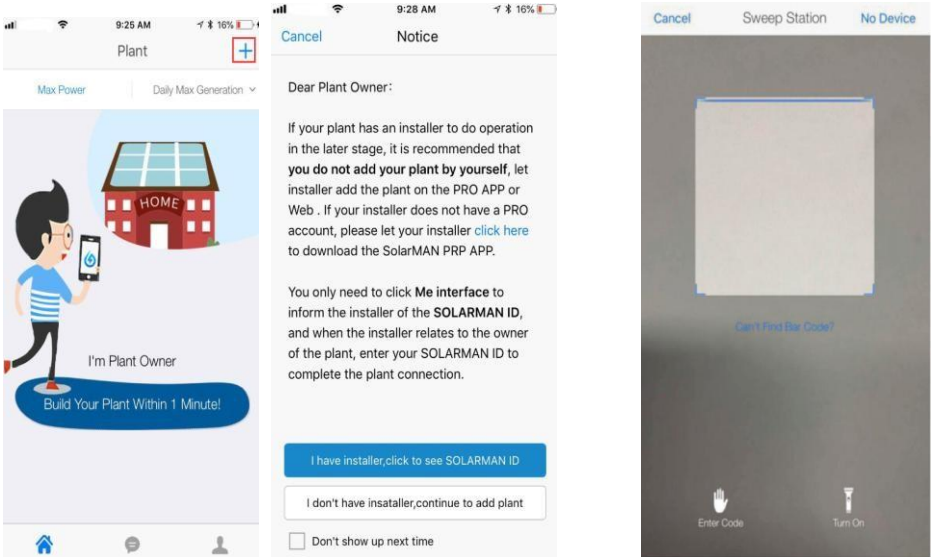 9:25 AM
16%
Plant
+
Max Power
Daily Max Generation
HOME
I'm Plant Owner
Build Your Plant Within 1 Minute!
9:28 AM
16%
Cancel
Notice
Dear Plant Owner:
If your plant has an installer to do operation
in the later stage, it is recommended that
you do not add your plant by yourself, let
installer add the plant on the PRO APP or
Web . If your installer does not have a PRO
account, please let your installer click here
to download the SolarMAN PRP APP.
You only need to click Me interface to
inform the installer of the SOLARMAN ID,
and when the installer relates to the owner
of the plant, enter your SOLARMAN ID to
complete the plant connection.
I have installer,click to see SOLARMAN ID
I don't have insataller,continue to add plant
Don't show up next time
Cancel
Sweep Station
No Device
Can't Find Bar Code?
Enter Code
Turn On